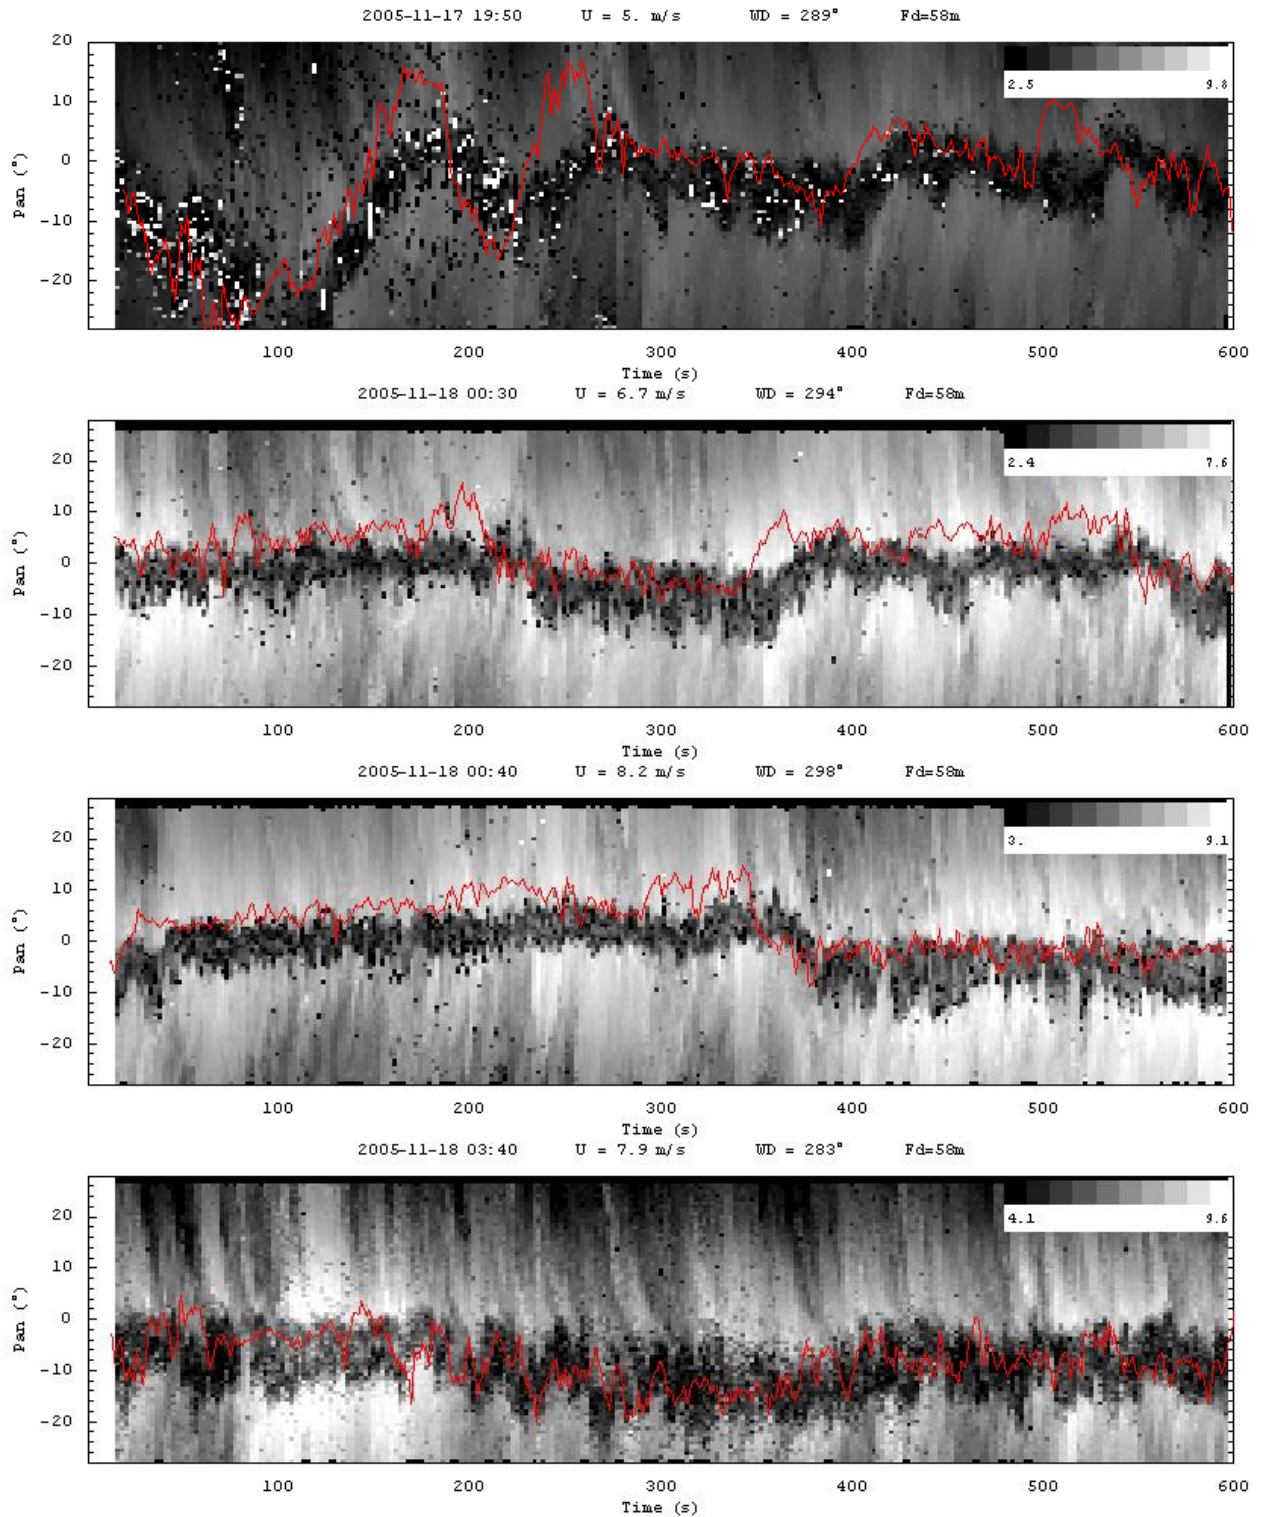 2005-11-17 19:50 U = 5. m/s WD = 289° Fd=58m
20
2.5 9.8
10
0
Pan (°)
-10
-20
100 200 300 400 500 600
Time (s)
2005-11-18 00:30 U = 6.7 m/s WD = 294° Fd=58m
20
2.4 7.6
10
0
Pan (°)
-10
-20
100 200 300 400 500 600
Time (s)
2005-11-18 00:40 U = 8.2 m/s WD = 298° Fd=58m
20
3. 9.1
10
0
Pan (°)
-10
-20
100 200 300 400 500 600
Time (s)
2005-11-18 03:40 U = 7.9 m/s WD = 283° Fd=58m
20
4.1 9.6
10
0
Pan (°)
-10
-20
100 200 300 400 500 600
Time (s)